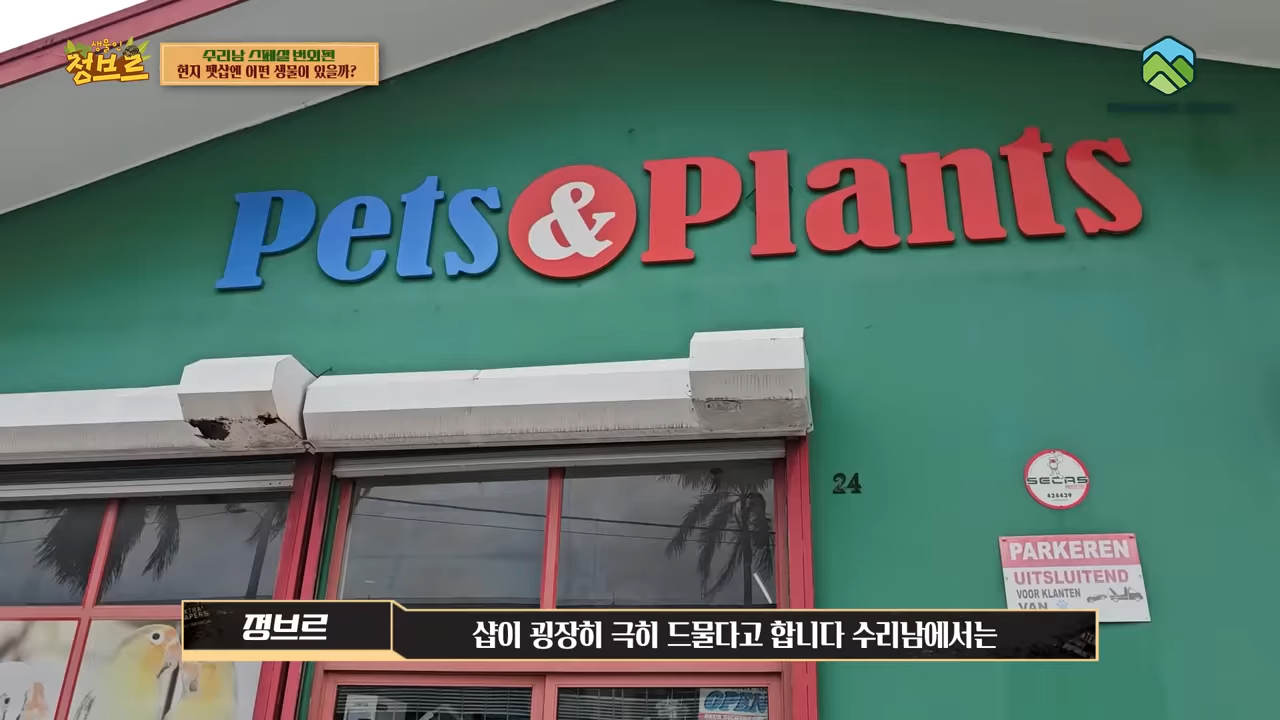 생물인
정브르
수리남 스페셜 번외편
현지 펫샵엔 어떤 생물이 있을까?
Pets & Plants
24
SECAS
424439
PARKEREN
UITSLUITEND
VOOR KLANTEN
VAN
정브르
샵이 굉장히 극히 드물다고 합니다 수리남에서는
OPEN